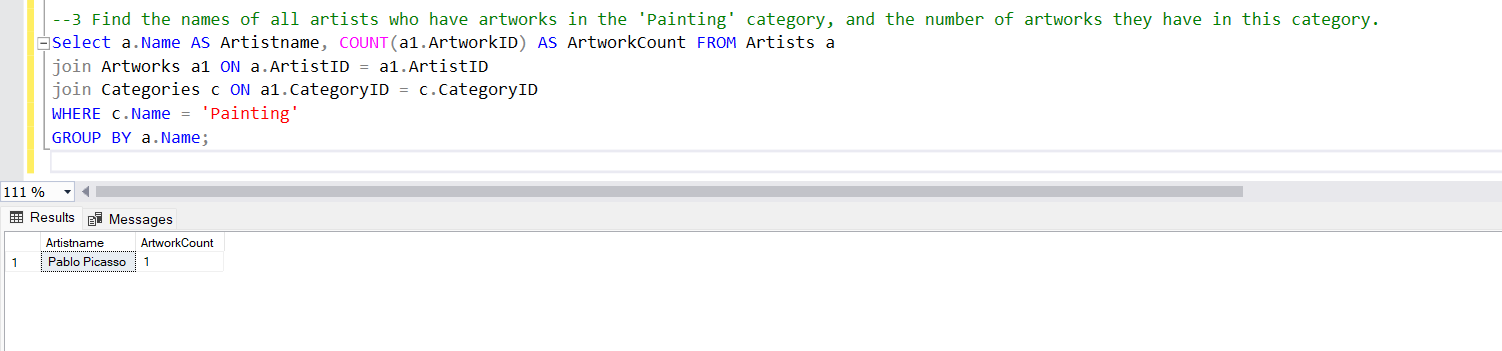 --3 Find the names of all artists who have artworks in the 'Painting' category, and the number of artworks they have in this category.
Select a.Name AS Artistname, COUNT(a1.ArtworkID) AS ArtworkCount FROM Artists a
join Artworks a1 ON a.ArtistID = a1.ArtistID
join Categories c ON a1.CategoryID = c.CategoryID
WHERE c.Name = 'Painting'
GROUP BY a.Name;
111 %
Results Messages
Artistname ArtworkCount
1 Pablo Picasso 1